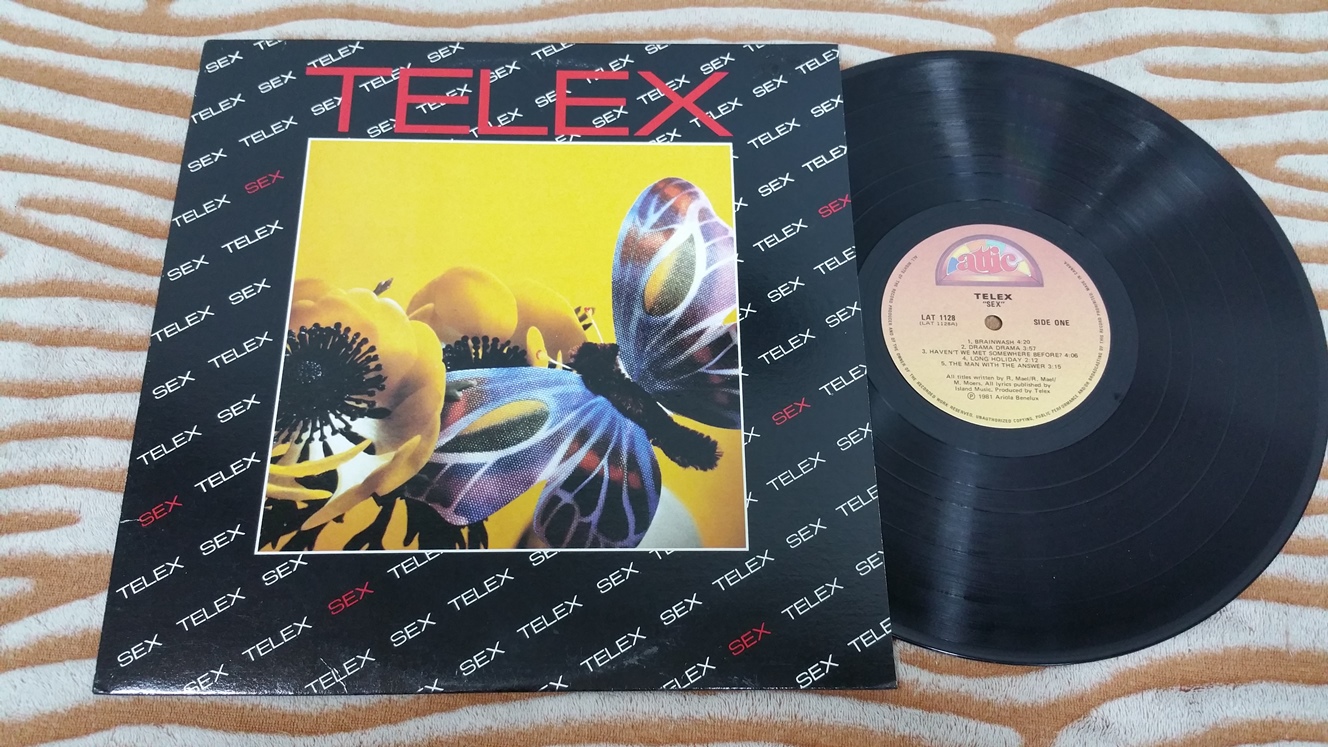 TELEX
SEX TELEX SEX TELEX
attic
TELEX
"SEX"
LAT 1128
(LAT 1128A)
SIDE ONE
1. BRAINWASH 4:20
2. DRAMA DRAMA 3:57
3. HAVEN'T WE MET SOMEWHERE BEFORE? 4:06
4. LONG HOLIDAY 2:12
5. THE MAN WITH THE ANSWER 3:15
All titles written by R. Mael/R. Mael/
M. Moers, All lyrics published by
Island Music, Produced by Telex
℗ 1981 Ariola Benelux